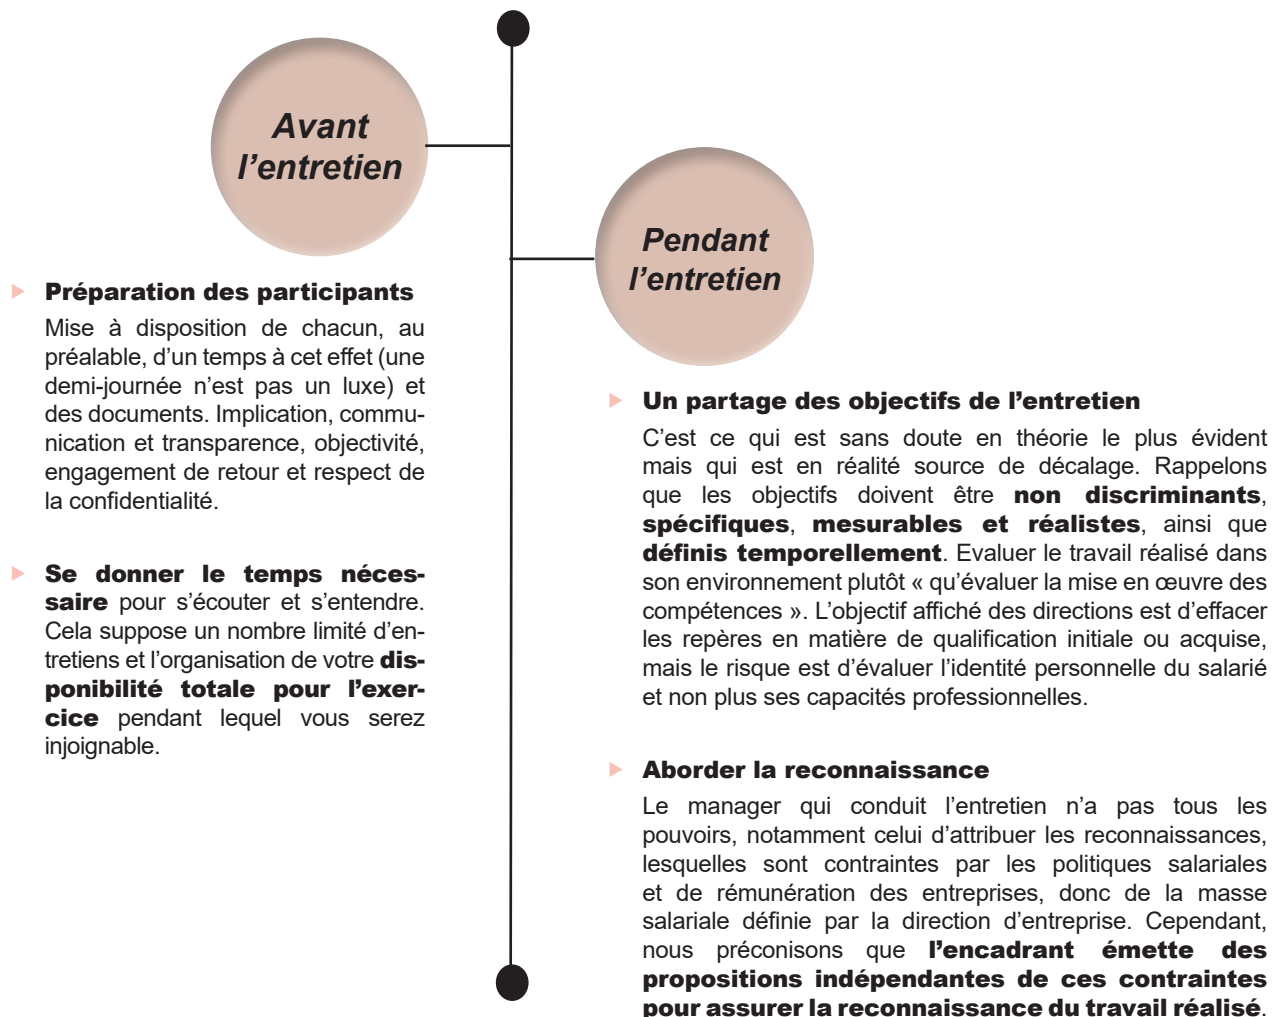 Avant
l’entretien
Préparation des participants
Mise à disposition de chacun, au
préalable, d’un temps à cet effet (une
demi-journée n’est pas un luxe) et
des documents. Implication, commu-
nication et transparence, objectivité,
engagement de retour et respect de
la confidentialité.
Se donner le temps néces-
saire pour s’écouter et s’entendre.
Cela suppose un nombre limité d’en-
tretiens et l’organisation de votre dis-
ponibilité totale pour l’exer-
cice pendant lequel vous serez
injoignable.
Pendant
l’entretien
Un partage des objectifs de l’entretien
C’est ce qui est sans doute en théorie le plus évident
mais qui est en réalité source de décalage. Rappelons
que les objectifs doivent être non discriminants,
spécifiques, mesurables et réalistes, ainsi que
définis temporellement. Evaluer le travail réalisé dans
son environnement plutôt « qu’évaluer la mise en œuvre des
compétences ». L’objectif affiché des directions est d’effacer
les repères en matière de qualification initiale ou acquise,
mais le risque est d’évaluer l’identité personnelle du salarié
et non plus ses capacités professionnelles.
Aborder la reconnaissance
Le manager qui conduit l’entretien n’a pas tous les
pouvoirs, notamment celui d’attribuer les reconnaissances,
lesquelles sont contraintes par les politiques salariales
et de rémunération des entreprises, donc de la masse
salariale définie par la direction d’entreprise. Cependant,
nous préconisons que l’encadrant émette des
propositions indépendantes de ces contraintes
pour assurer la reconnaissance du travail réalisé.